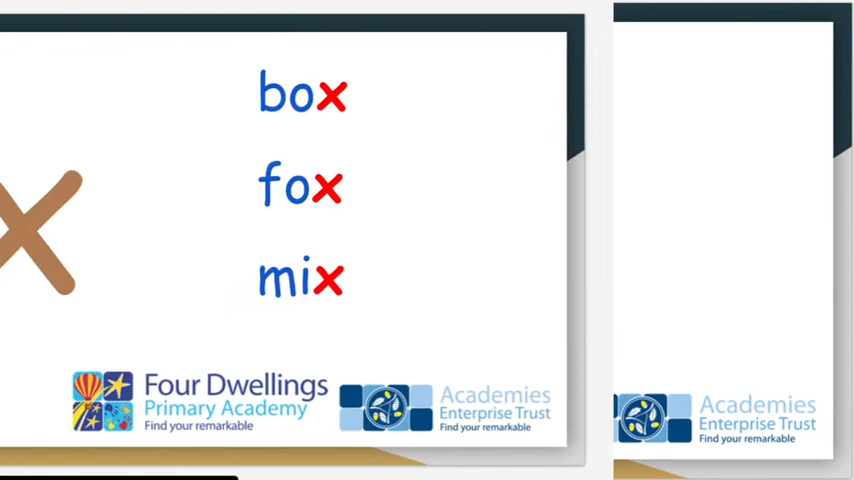 x
box
fox
mix
Four Dwellings
Primary Academy
Find your remarkable
Academies
Enterprise Trust
Find your remarkable
Academies
Enterprise Trust
Find your remarkable